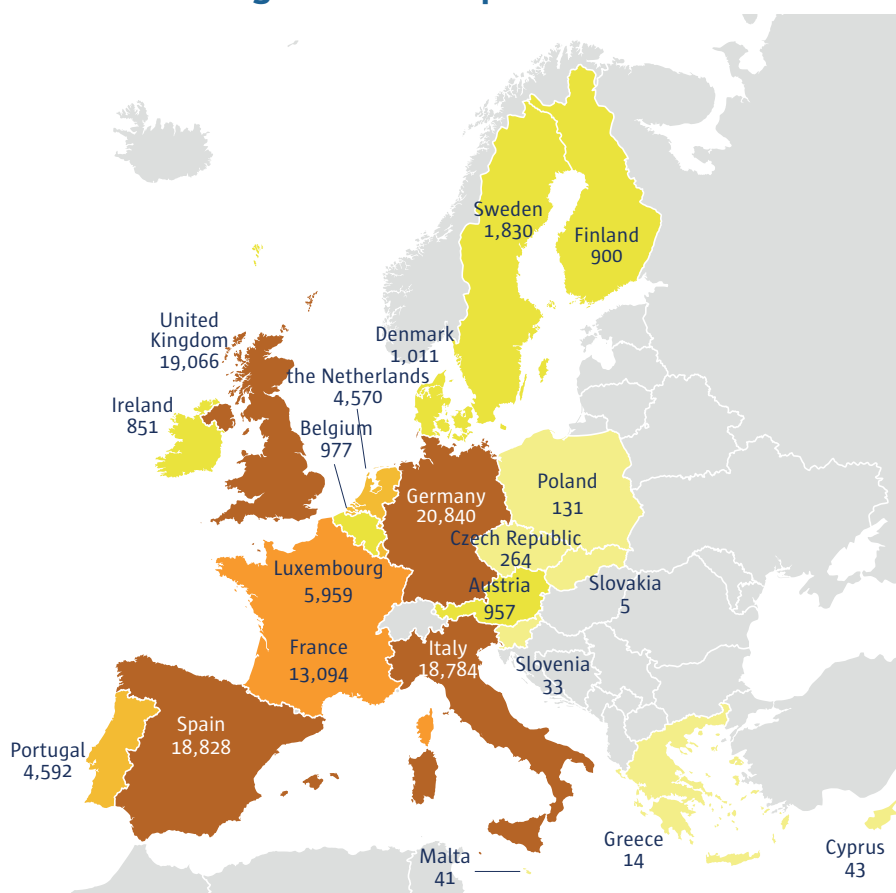 Sweden
1,830
Finland
900
United
Kingdom
19,066
Denmark
1,011
the Netherlands
4,570
Ireland
851
Belgium
977
Germany
20,840
Poland
131
Czech Republic
264
Luxembourg
5,959
Austria
957
Slovakia
5
France
13,094
Italy
18,784
Slovenia
33
Spain
18,828
Portugal
4,592
Greece
14
Cyprus
43
Malta
41